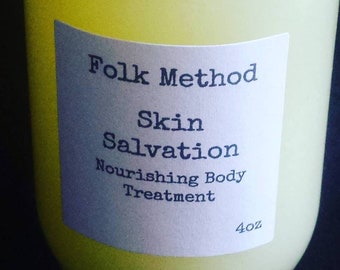 Folk Method
Skin
Salvation
Nourishing Body
Treatment
4oz